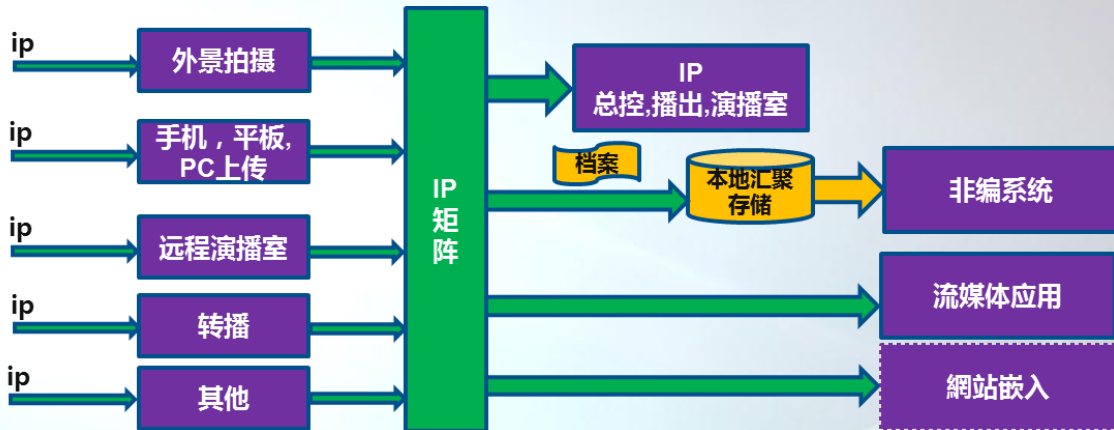 ip
外景拍摄
ip
手机，平板,
PC上传
ip
远程演播室
ip
转播
ip
其他
IP
矩
阵
IP
总控,播出,演播室
档案
本地汇聚
存储
非编系统
流媒体应用
網站嵌入